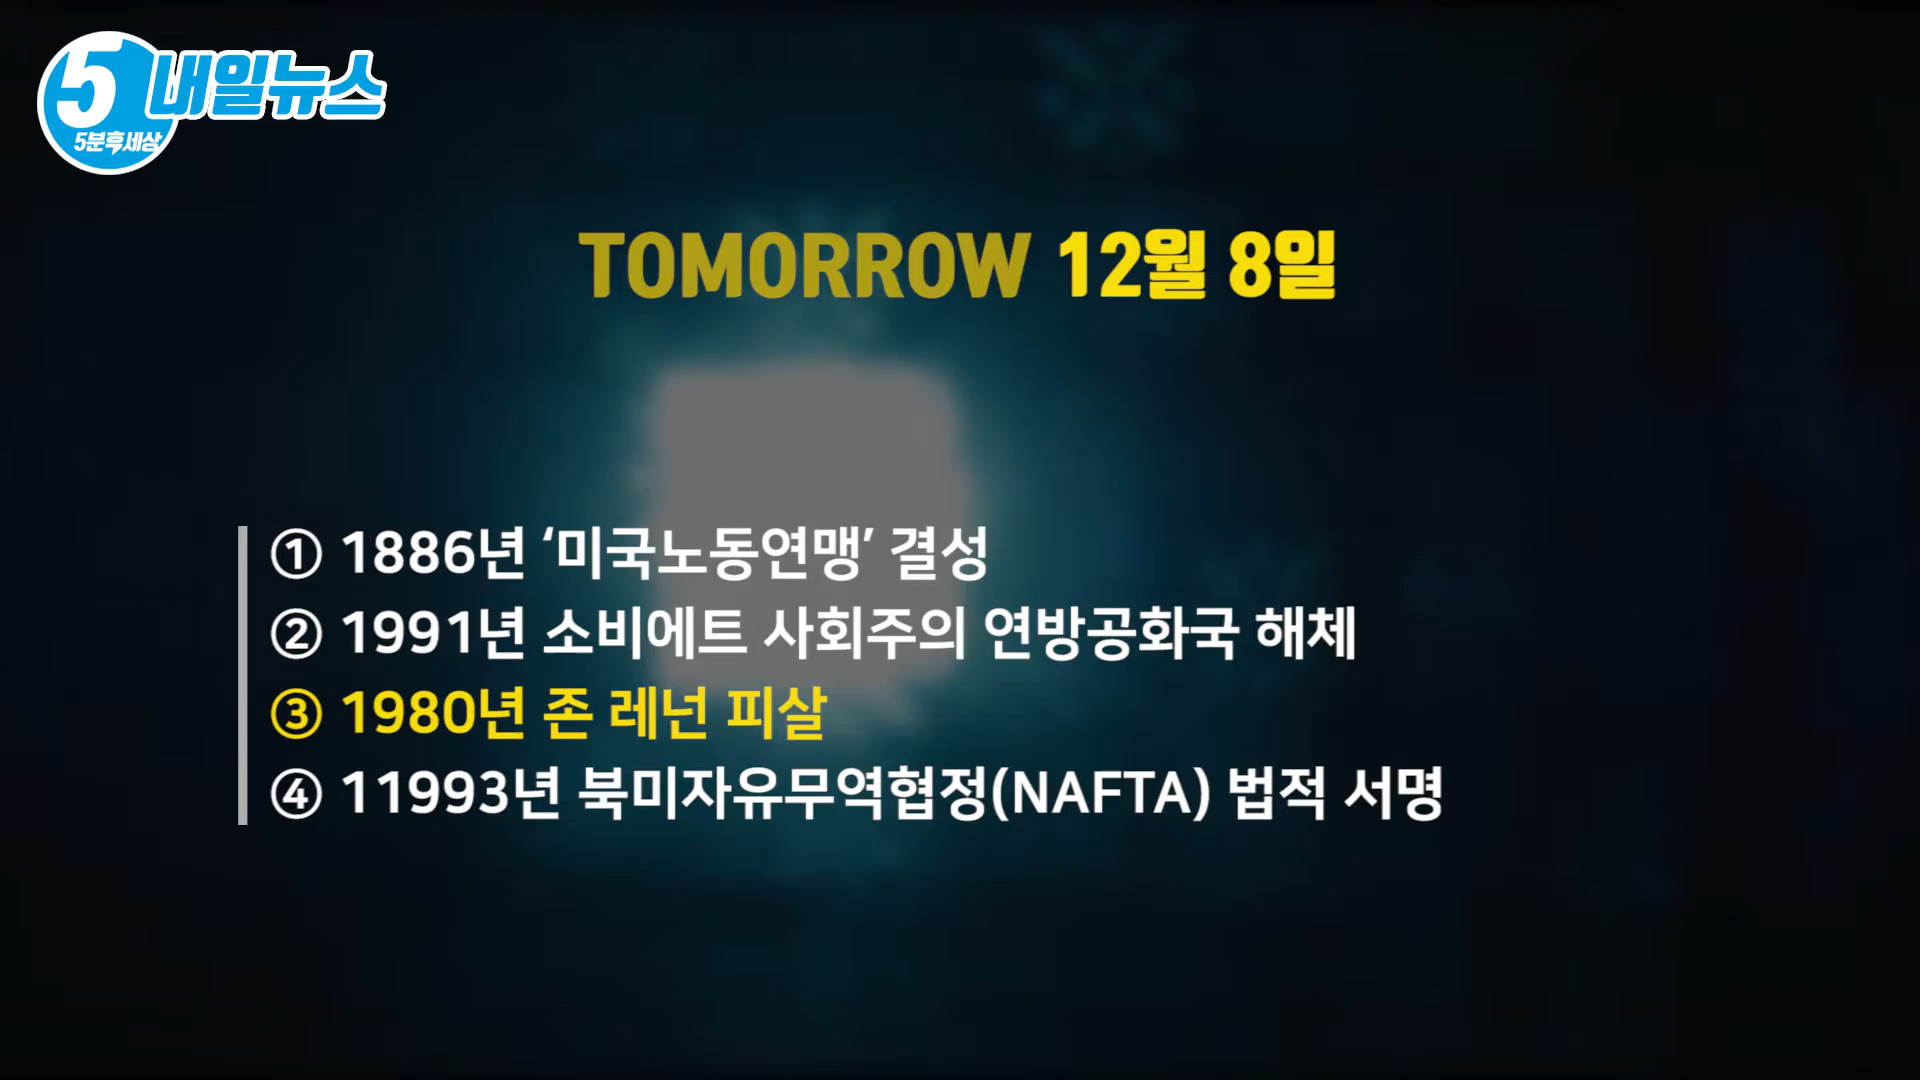 5 내일뉴스
5분후세상
TOMORROW 12월 8일
① 1886년 ‘미국노동연맹’ 결성
② 1991년 소비에트 사회주의 연방공화국 해체
③ 1980년 존 레넌 피살
④ 11993년 북미자유무역협정(NAFTA) 법적 서명